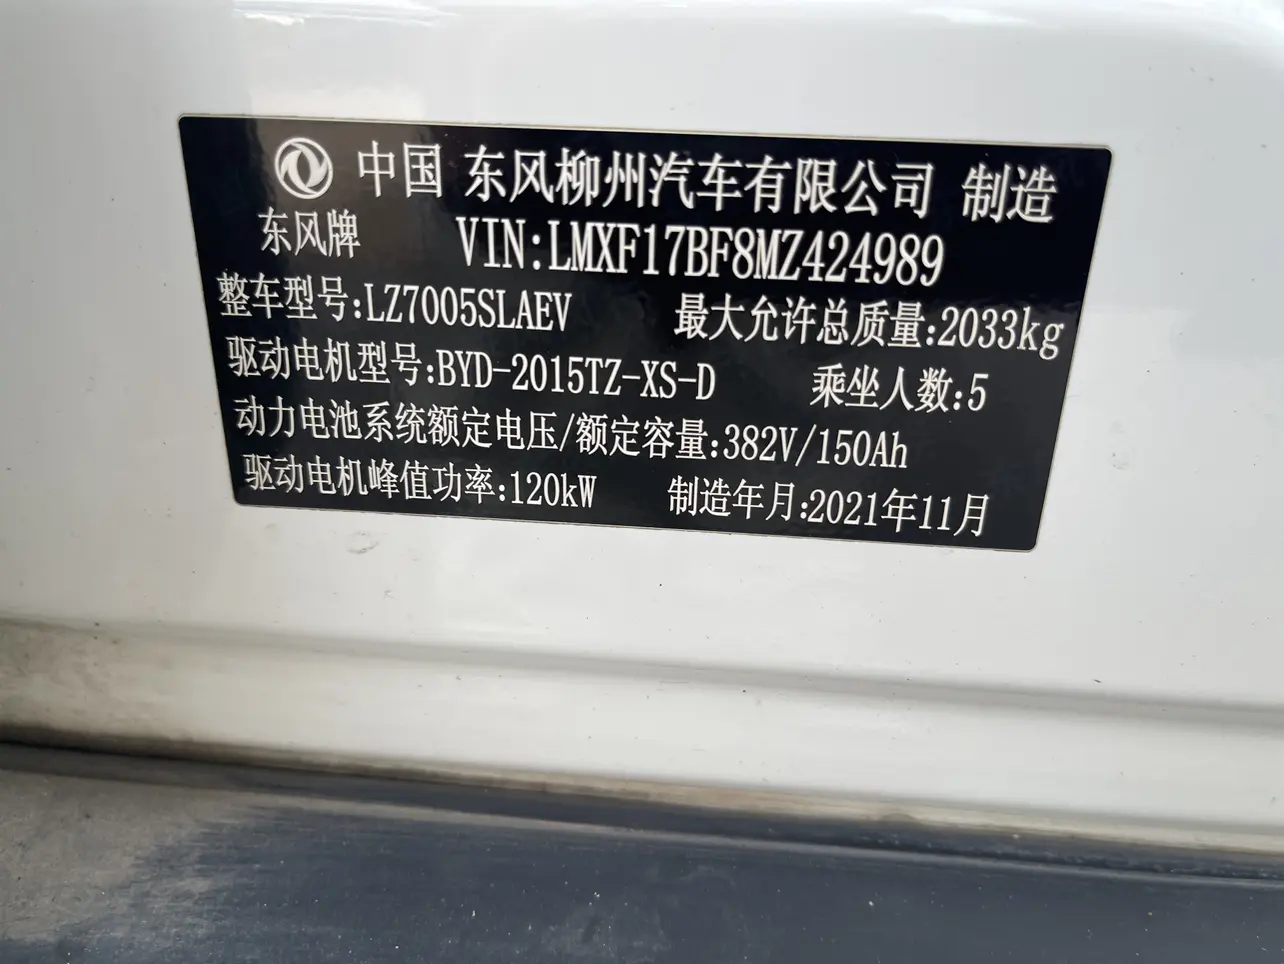 中国 东风柳州汽车有限公司 制造
东风牌 VIN:LMXF17BF8MZ424989
整车型号:LZ7005SLAEV 最大允许总质量:2033kg
驱动电机型号:BYD-2015TZ-XS-D 乘坐人数:5
动力电池系统额定电压/额定容量:382V/150Ah
驱动电机峰值功率:120kW 制造年月:2021年11月